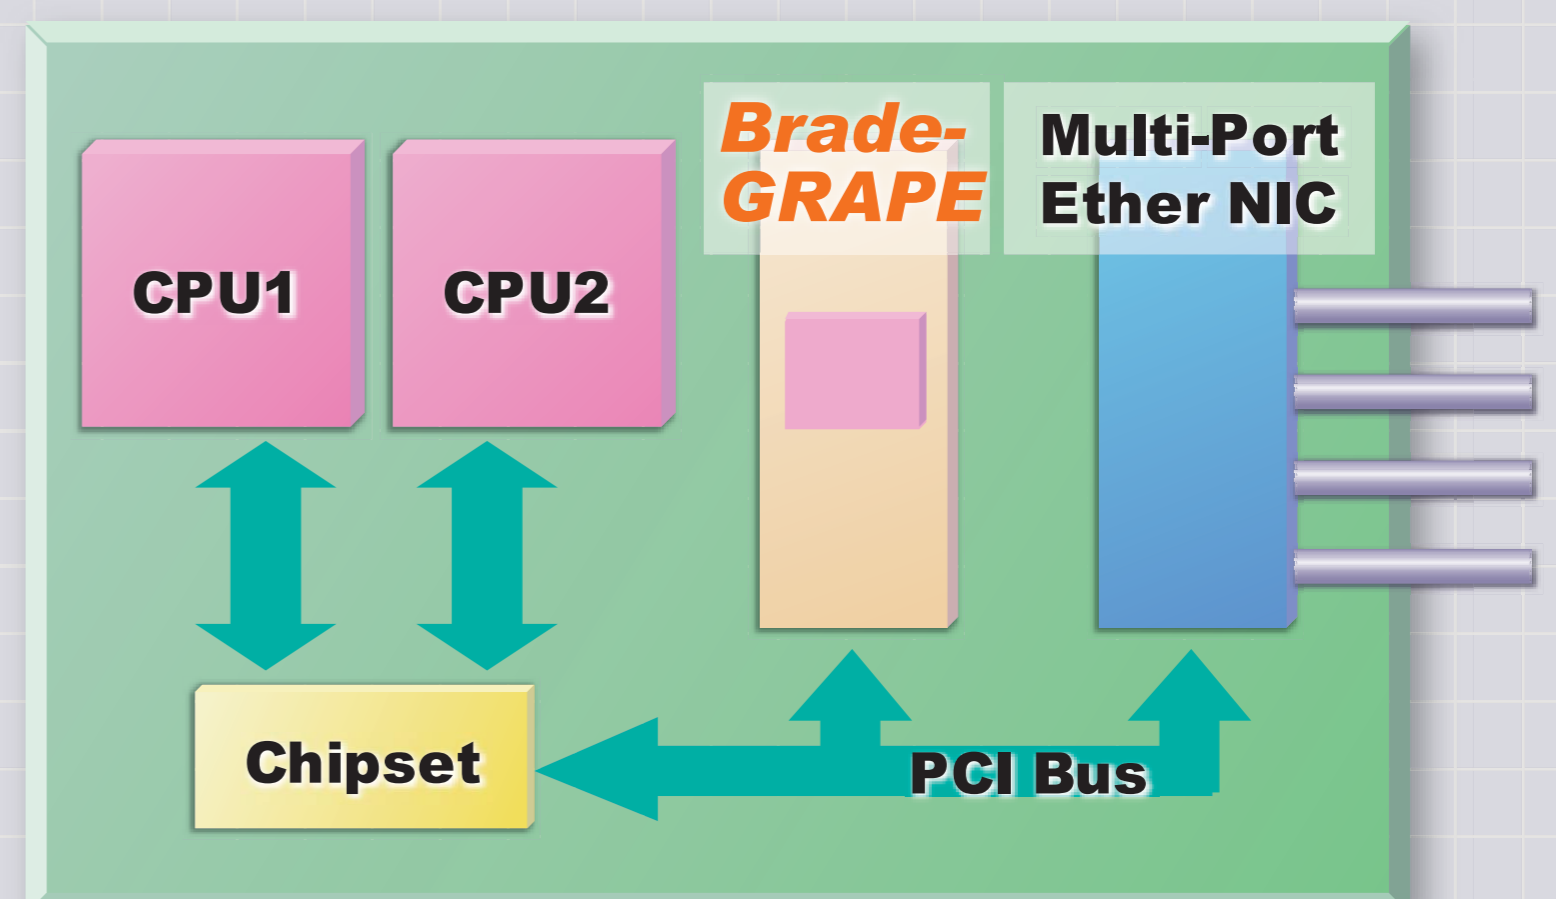 Brade-
GRAPE
Multi-Port
Ether NIC
CPU1
CPU2
Chipset
PCI Bus